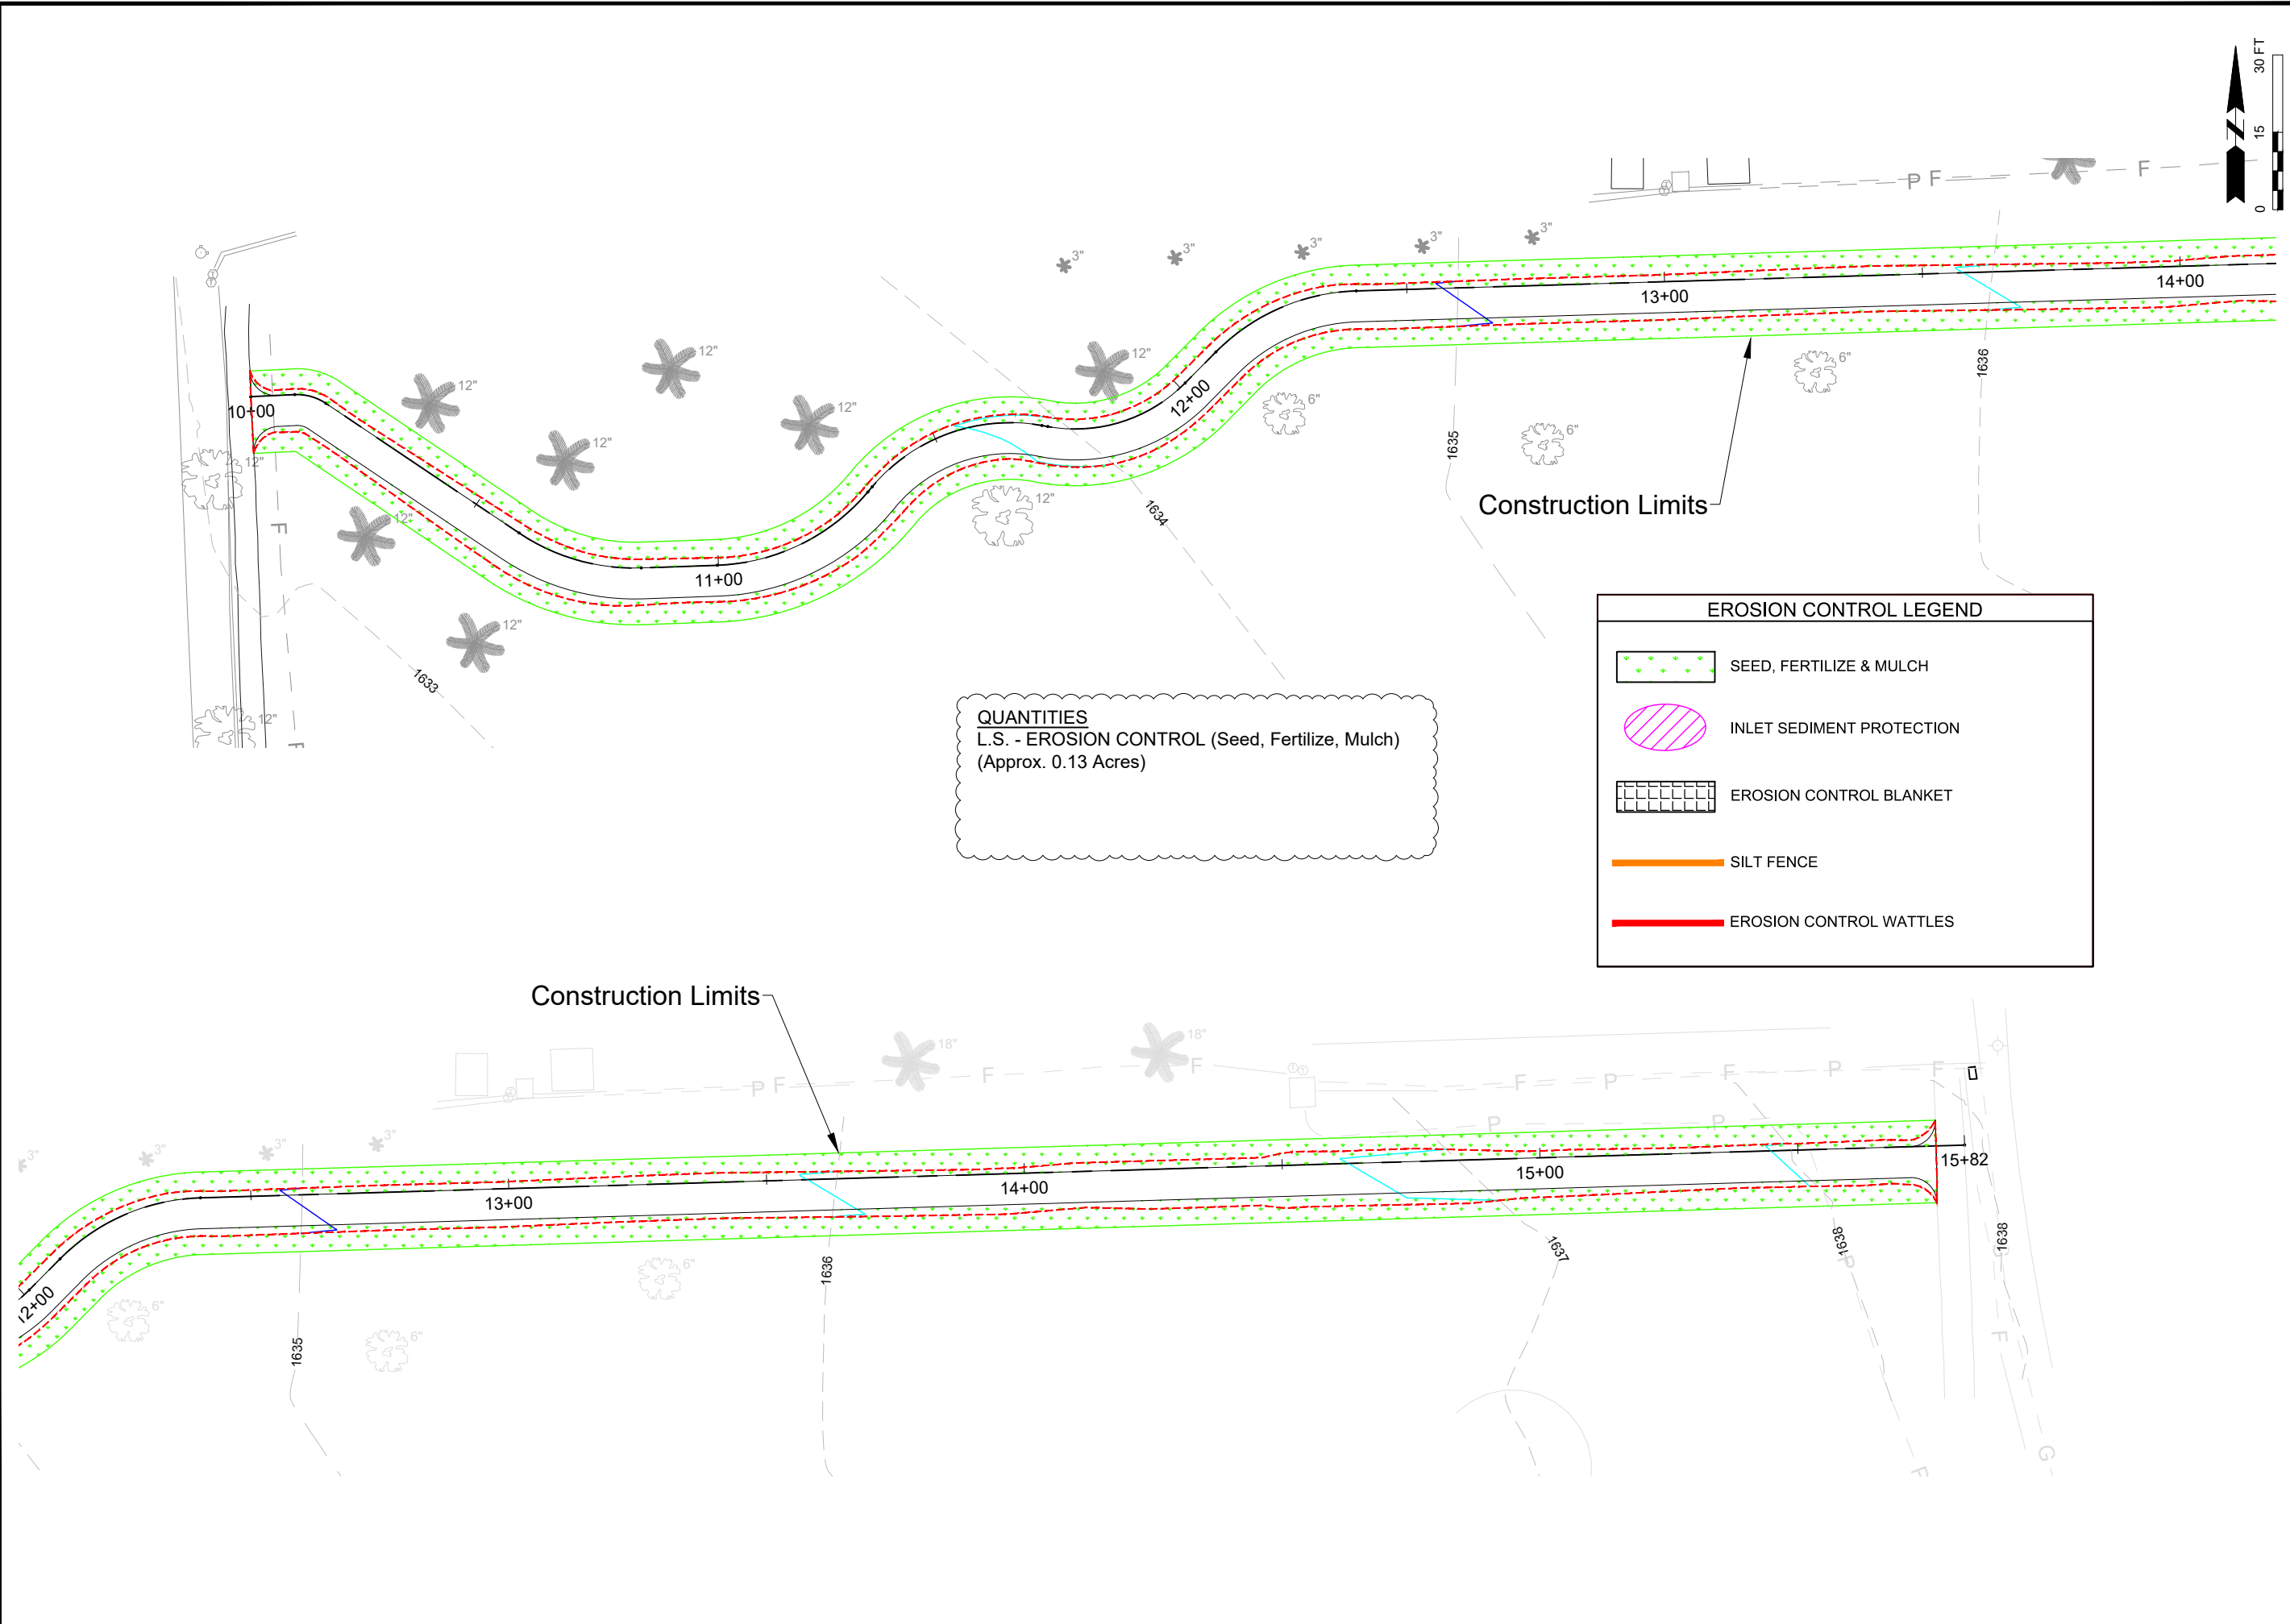 30 FT
15
0
P F
F
3"
3"
3"
3"
3"
13+00
14+00
12"
12"
12"
12"
12"
10+00
12+00
6"
6"
6"
1636
1635
12"
12"
12"
F
1634
Construction Limits
11+00
12"
1633
12"
F
QUANTITIES
L.S. - EROSION CONTROL (Seed, Fertilize, Mulch)
(Approx. 0.13 Acres)
EROSION CONTROL LEGEND
SEED, FERTILIZE & MULCH
INLET SEDIMENT PROTECTION
EROSION CONTROL BLANKET
SILT FENCE
EROSION CONTROL WATTLES
Construction Limits
18"
18"
P F
F
F
F
P
F
P
F
P
P
3"
3"
3"
3"
13+00
14+00
15+00
15+82
12+00
6"
6"
6"
1635
1636
1637
1638
P
1638
G
F
F
G